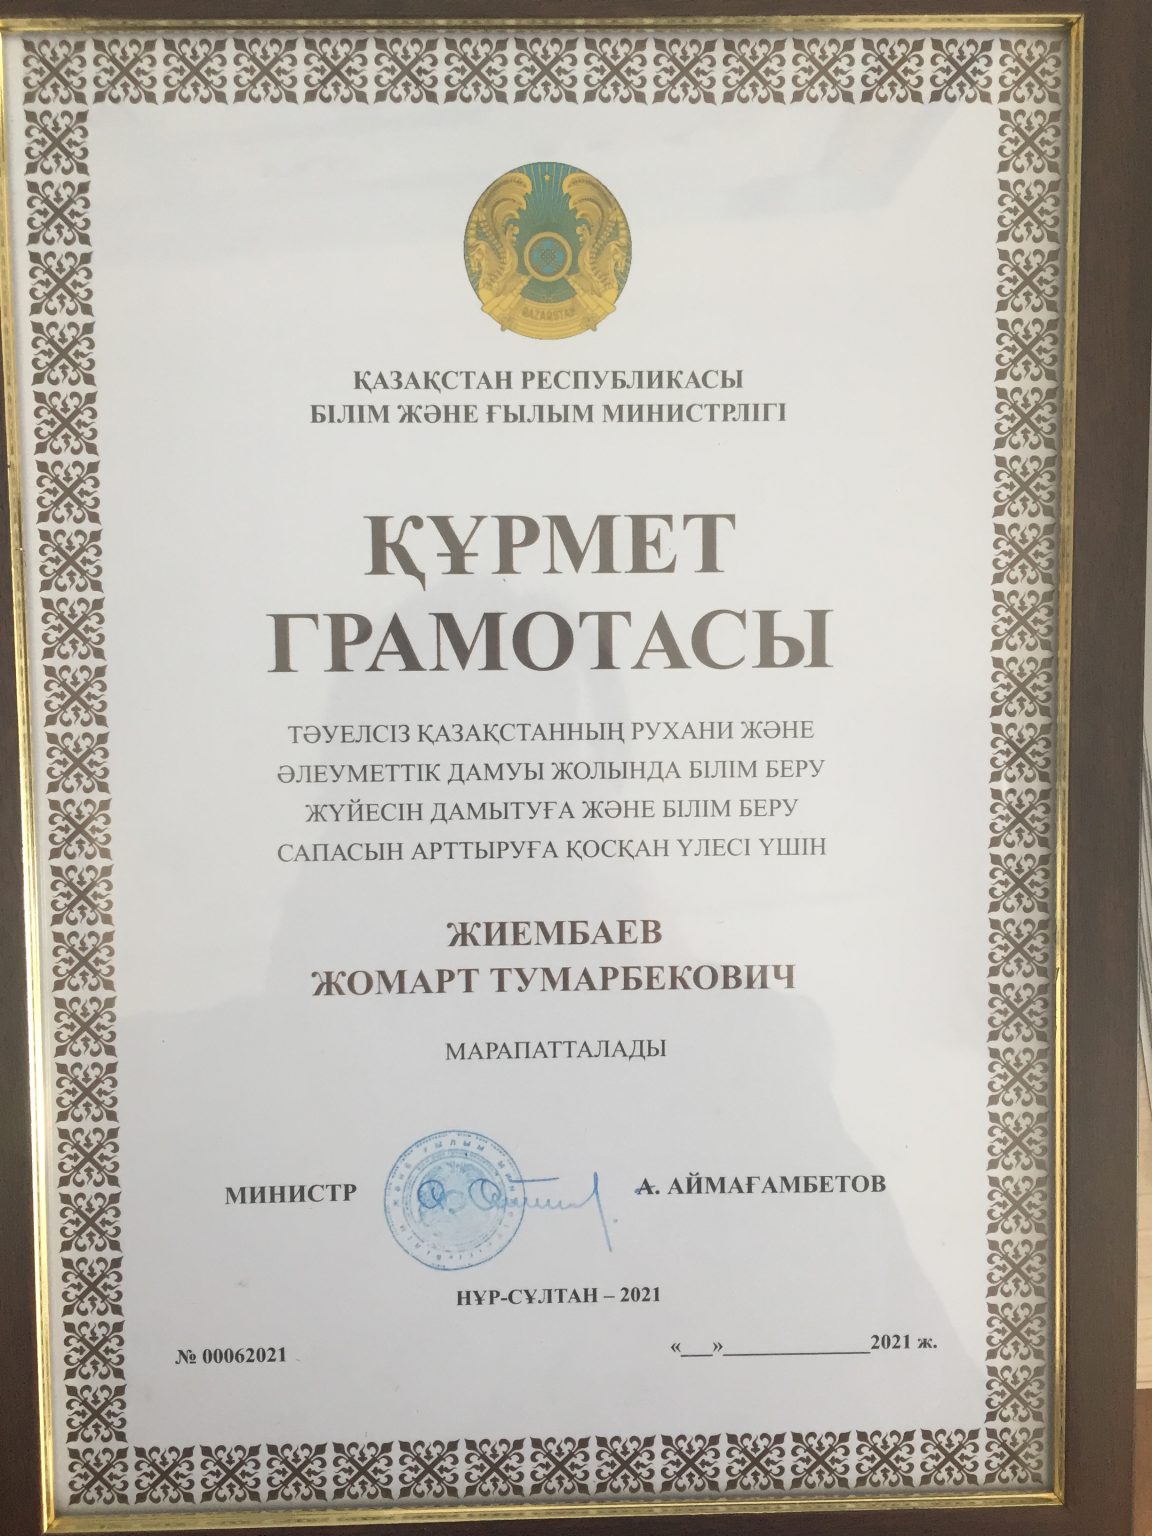 QAZAQSTAN
ҚАЗАҚСТАН РЕСПУБЛИКАСЫ
БІЛІМ ЖӘНЕ ҒЫЛЫМ МИНИСТРЛІГІ
ҚҰРМЕТ
ГРАМОТАСЫ
ТӘУЕЛСІЗ ҚАЗАҚСТАННЫҢ РУХАНИ ЖӘНЕ
ӘЛЕУМЕТТІК ДАМУЫ ЖОЛЫНДА БІЛІМ БЕРУ
ЖҮЙЕСІН ДАМЫТУҒА ЖӘНЕ БІЛІМ БЕРУ
САПАСЫН АРТТЫРУҒА ҚОСҚАН ҮЛЕСІ ҮШІН
ЖИЕМБАЕВ
ЖОМАРТ ТУМАРБЕКОВИЧ
МАРАПАТТАЛАДЫ
МИНИСТР
А. АЙМАҒАМБЕТОВ
НҰР-СҰЛТАН – 2021
№ 00062021
«___»______________2021 ж.